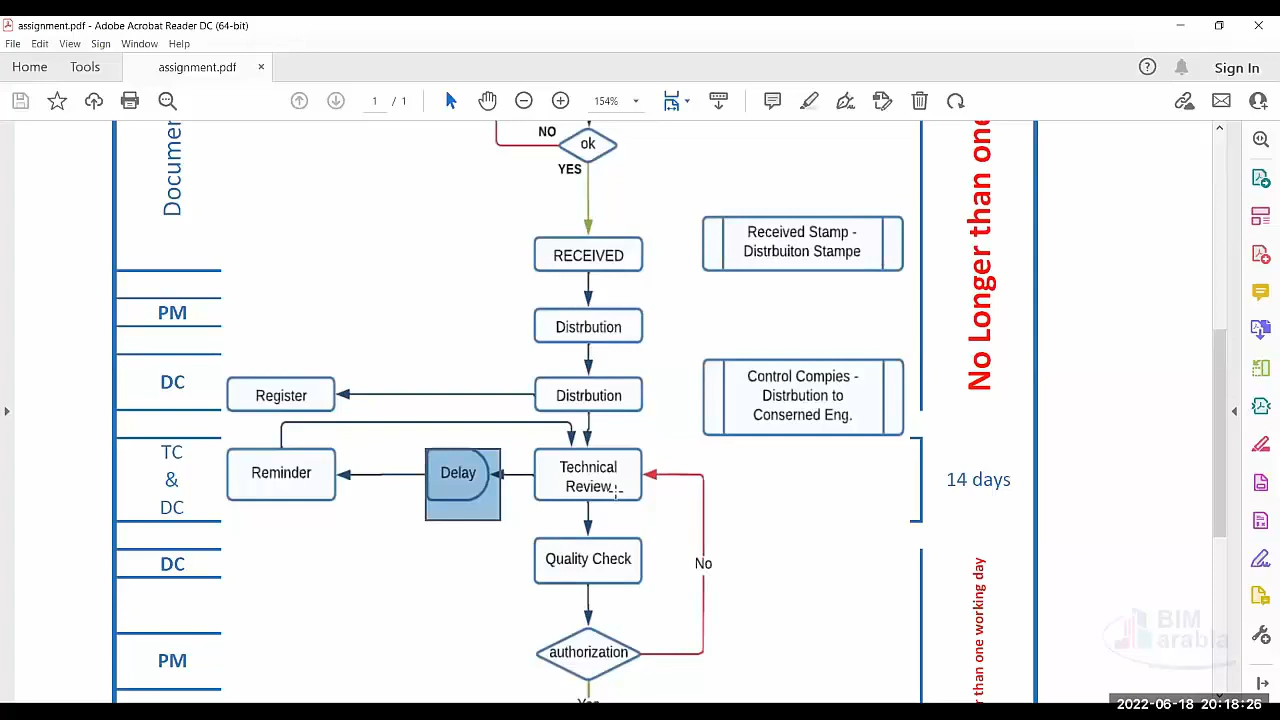 assignment.pdf - Adobe Acrobat Reader DC (64-bit)
File Edit View Sign Window Help
Home Tools assignment.pdf × Sign In
1 / 1 154%
NO
ok
YES
Documen
No Longer than one
RECEIVED
Received Stamp -
Distrbuiton Stampe
PM
Distrbution
DC
Register
Distrbution
Control Compies -
Distrbution to
Conserned Eng.
TC
&
DC
Reminder
Delay
Technical
Review
14 days
DC
Quality Check
No
r than one working day
PM
authorization
Yes
BIM
arabia
2022-06-18 20:18:26